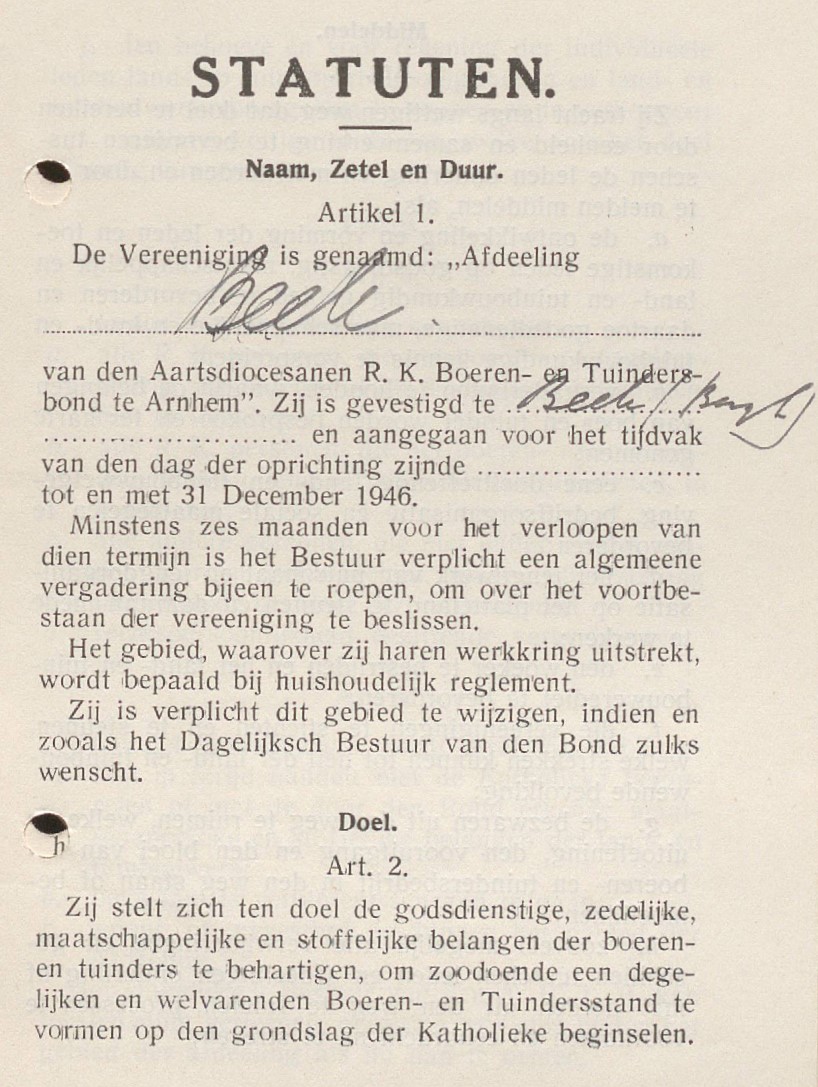 STATUTEN.
Naam, Zetel en Duur.
Artikel 1.
De Vereeniging is genaamd: „Afdeeling
Beek.
van den Aartsdiocesanen R. K. Boeren- en Tuinders-
bond te Arnhem”. Zij is gevestigd te Beek / Bergh
........................... en aangegaan voor het tijdvak
van den dag der oprichting zijnde .......................
tot en met 31 December 1946.
Minstens zes maanden voor het verloopen van
dien termijn is het Bestuur verplicht een algemeene
vergadering bijeen te roepen, om over het voortbe-
staan der vereeniging te beslissen.
Het gebied, waarover zij haren werkkring uitstrekt,
wordt bepaald bij huishoudelijk reglement.
Zij is verplicht dit gebied te wijzigen, indien en
zooals het Dagelijksch Bestuur van den Bond zulks
wenscht.
Doel.
h
Art. 2.
Zij stelt zich ten doel de godsdienstige, zedelijke,
maatschappelijke en stoffelijke belangen der boeren-
en tuinders te behartigen, om zoodoende een dege-
lijken en welvarenden Boeren- en Tuindersstand te
vormen op den grondslag der Katholieke beginselen.